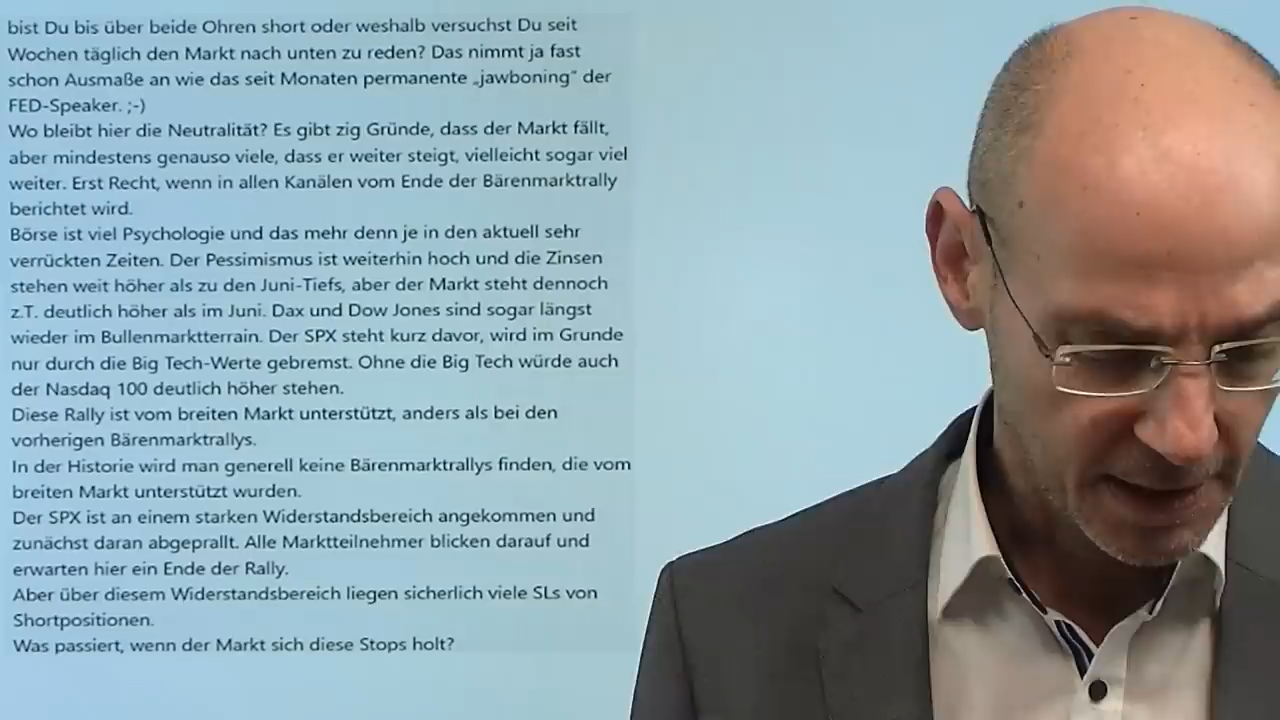 bist Du bis über beide Ohren short oder weshalb versuchst Du seit
Wochen täglich den Markt nach unten zu reden? Das nimmt ja fast
schon Ausmaße an wie das seit Monaten permanente „jawboning“ der
FED-Speaker. ;-)
Wo bleibt hier die Neutralität? Es gibt zig Gründe, dass der Markt fällt,
aber mindestens genauso viele, dass er weiter steigt, vielleicht sogar viel
weiter. Erst Recht, wenn in allen Kanälen vom Ende der Bärenmarktrally
berichtet wird.
Börse ist viel Psychologie und das mehr denn je in den aktuell sehr
verrückten Zeiten. Der Pessimismus ist weiterhin hoch und die Zinsen
stehen weit höher als zu den Juni-Tiefs, aber der Markt steht dennoch
z.T. deutlich höher als im Juni. Dax und Dow Jones sind sogar längst
wieder im Bullenmarktterrain. Der SPX steht kurz davor, wird im Grunde
nur durch die Big Tech-Werte gebremst. Ohne die Big Tech würde auch
der Nasdaq 100 deutlich höher stehen.
Diese Rally ist vom breiten Markt unterstützt, anders als bei den
vorherigen Bärenmarktrallys.
In der Historie wird man generell keine Bärenmarktrallys finden, die vom
breiten Markt unterstützt wurden.
Der SPX ist an einem starken Widerstandsbereich angekommen und
zunächst daran abgeprallt. Alle Marktteilnehmer blicken darauf und
erwarten hier ein Ende der Rally.
Aber über diesem Widerstandsbereich liegen sicherlich viele SLs von
Shortpositionen.
Was passiert, wenn der Markt sich diese Stops holt?